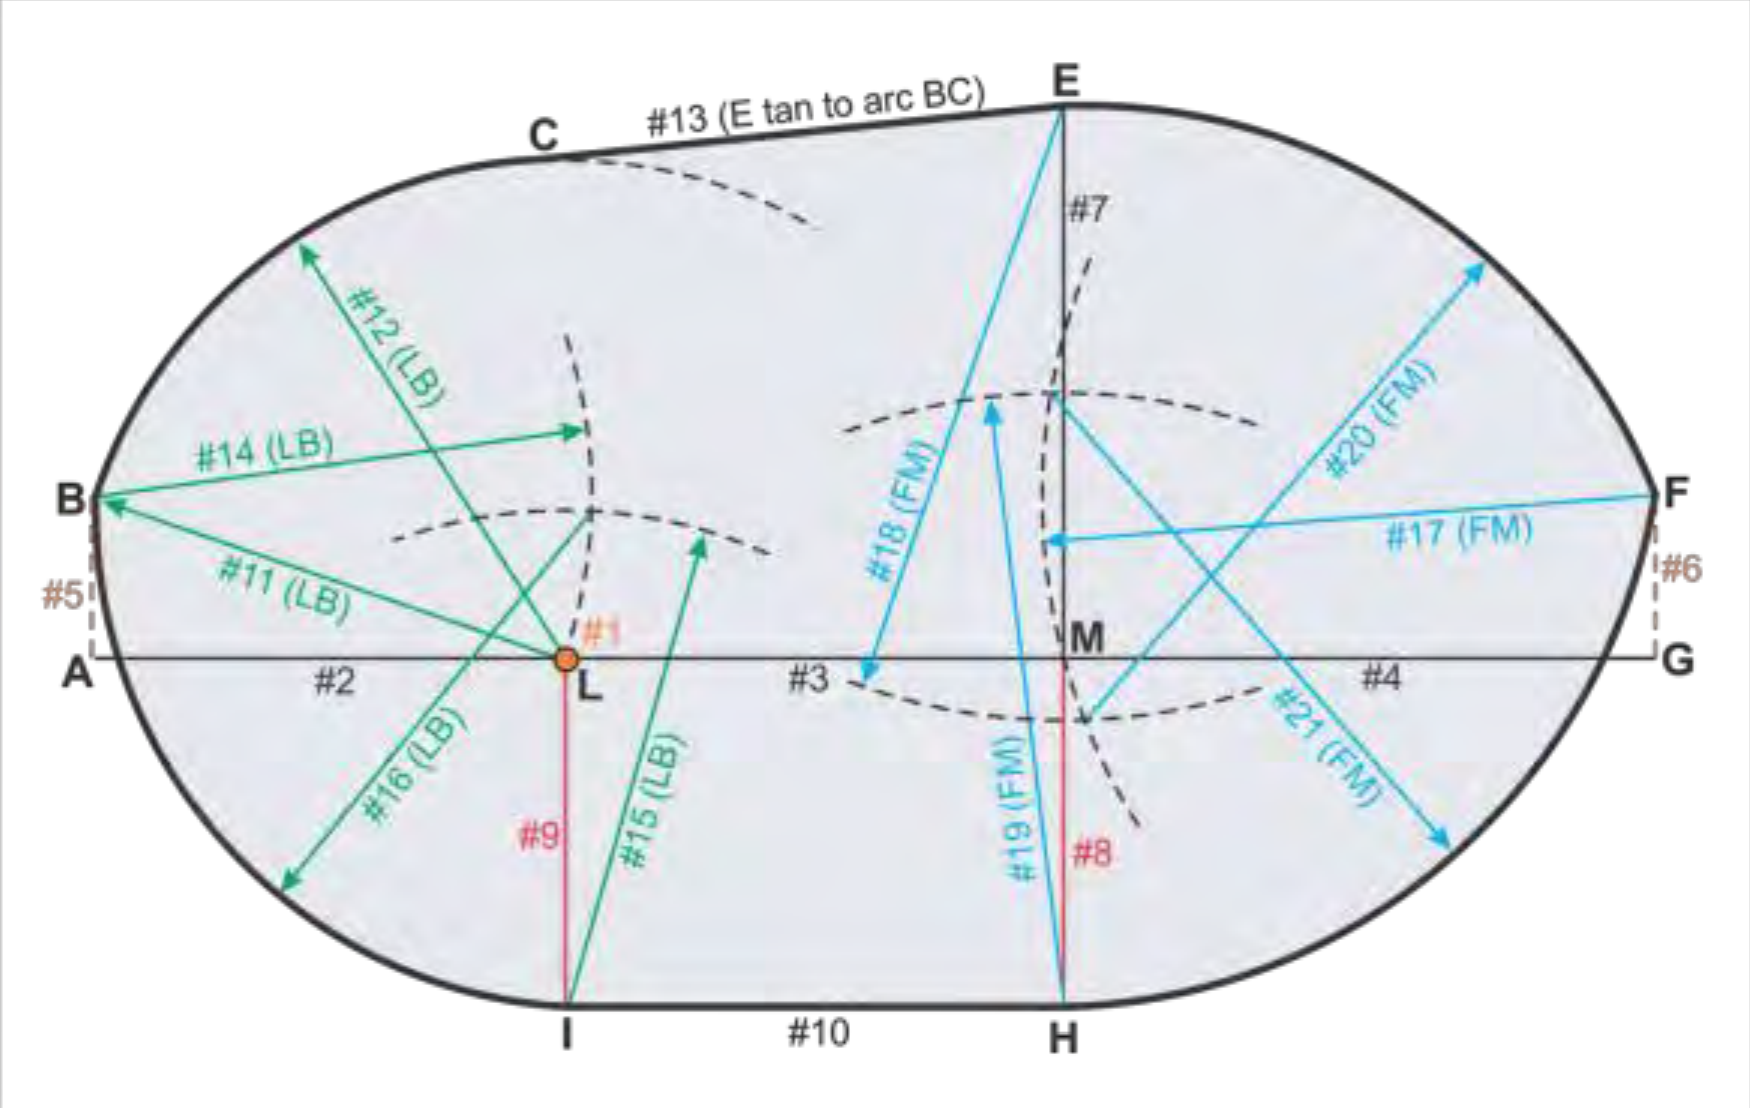 E
#13 (E tan to arc BC)
C
#7
#12 (LB)
#20 (FM)
#14 (LB)
#18 (FM)
B
F
#17 (FM)
#11 (LB)
#5
#6
#1
M
A
#2
L
#3
#4
G
#16 (LB)
#21 (FM)
#15 (LB)
#19 (FM)
#9
#8
I
#10
H